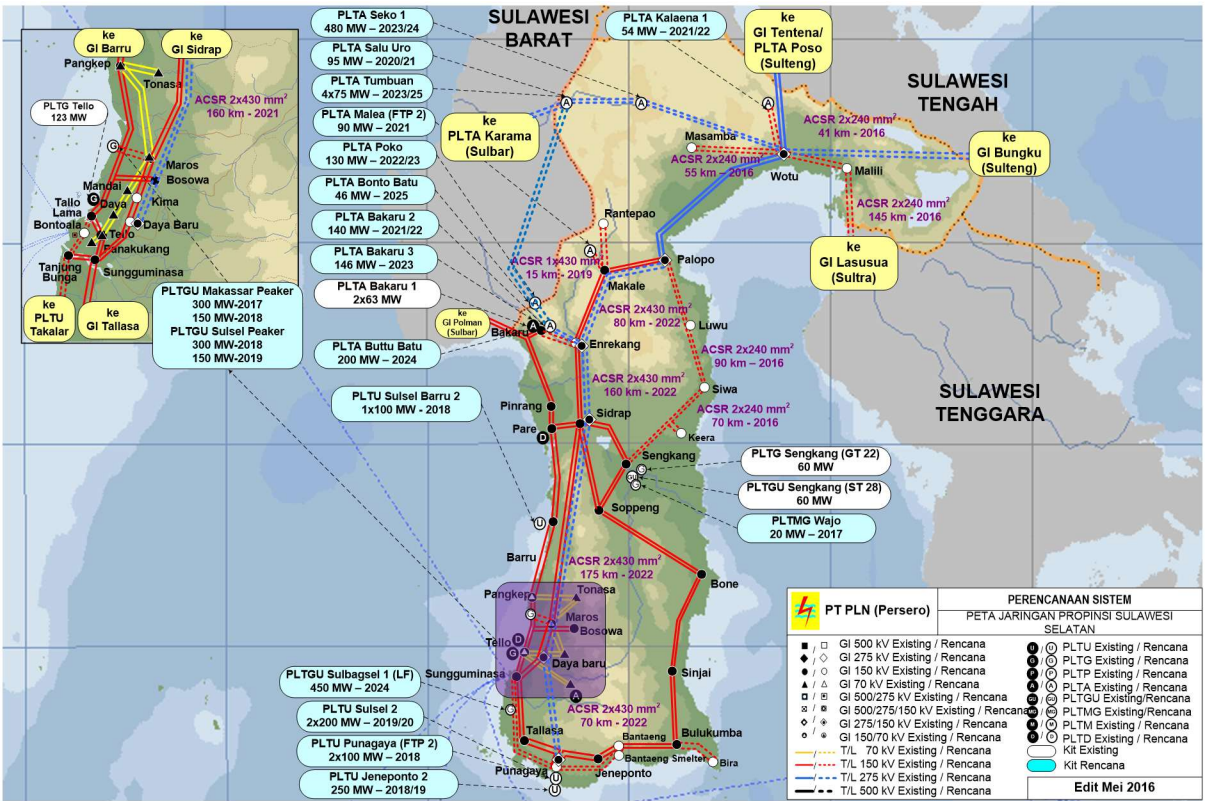 ke
GI Barru
ke
GI Sidrap
Pangkep
Tonasa
ACSR 2x430 mm²
160 km - 2021
PLTG Tello
123 MW
Maros
Bosowa
Mandai
Kima
Tallo
Lama
Daya
Bontoala
Daya Baru
Tello
Panakukang
Tanjung
Bunga
Sungguminasa
ke
PLTU
Takalar
ke
GI Tallasa
PLTGU Makassar Peaker
300 MW-2017
150 MW-2018
PLTGU Sulsel Peaker
300 MW-2018
150 MW-2019
PLTA Seko 1
480 MW – 2023/24
PLTA Salu Uro
95 MW – 2020/21
PLTA Tumbuan
4x75 MW – 2023/25
PLTA Malea (FTP 2)
90 MW – 2021
PLTA Poko
130 MW – 2022/23
PLTA Bonto Batu
46 MW – 2025
PLTA Bakaru 2
140 MW – 2021/22
PLTA Bakaru 3
146 MW – 2023
PLTA Bakaru 1
2x63 MW
PLTA Buttu Batu
200 MW – 2024
PLTU Sulsel Barru 2
1x100 MW - 2018
SULAWESI
BARAT
PLTA Kalaena 1
54 MW – 2021/22
ke
GI Tentena/
PLTA Poso
(Sulteng)
SULAWESI
TENGAH
ke
PLTA Karama
(Sulbar)
ke
GI Bungku
(Sulteng)
ke
GI Lasusua
(Sultra)
ke
GI Polman
(Sulbar)
ACSR 2x240 mm²
41 km - 2016
Masamba
ACSR 2x240 mm²
55 km – 2016
Wotu
Malili
ACSR 2x240 mm²
145 km - 2016
Rantepao
ACSR 1x430 mm²
15 km - 2019
Makale
Palopo
ACSR 2x430 mm²
80 km - 2022
Bakaru
Enrekang
Luwu
ACSR 2x240 mm²
90 km - 2016
ACSR 2x430 mm²
160 km - 2022
Siwa
SULAWESI
TENGGARA
Pinrang
Sidrap
ACSR 2x240 mm²
70 km - 2016
Pare
Keera
Sengkang
PLTG Sengkang (GT 22)
60 MW
PLTGU Sengkang (ST 28)
60 MW
PLTMG Wajo
20 MW – 2017
Soppeng
Barru
ACSR 2x430 mm²
175 km - 2022
Bone
Pangkep
Tonasa
Maros
Bosowa
Tello
Daya baru
Sungguminasa
Sinjai
ACSR 2x430 mm²
70 km - 2022
PLTGU Sulbagsel 1 (LF)
450 MW – 2024
PLTU Sulsel 2
2x200 MW – 2019/20
PLTU Punagaya (FTP 2)
2x100 MW – 2018
PLTU Jeneponto 2
250 MW – 2018/19
Tallasa
Bantaeng
Bulukumba
Bantaeng Smelter
Bira
Punagaya
Jeneponto
PT PLN (Persero)
PERENCANAAN SISTEM
PETA JARINGAN PROPINSI SULAWESI
SELATAN
GI 500 kV Existing / Rencana
GI 275 kV Existing / Rencana
GI 150 kV Existing / Rencana
GI 70 kV Existing / Rencana
GI 500/275 kV Existing / Rencana
GI 500/275/150 kV Existing / Rencana
GI 275/150 kV Existing / Rencana
GI 150/70 kV Existing / Rencana
T/L 70 kV Existing / Rencana
T/L 150 kV Existing / Rencana
T/L 275 kV Existing / Rencana
T/L 500 kV Existing / Rencana
PLTU Existing / Rencana
PLTG Existing / Rencana
PLTP Existing / Rencana
PLTA Existing / Rencana
PLTGU Existing/Rencana
PLTMG Existing/Rencana
PLTM Existing / Rencana
PLTD Existing / Rencana
Kit Existing
Kit Rencana
Edit Mei 2016